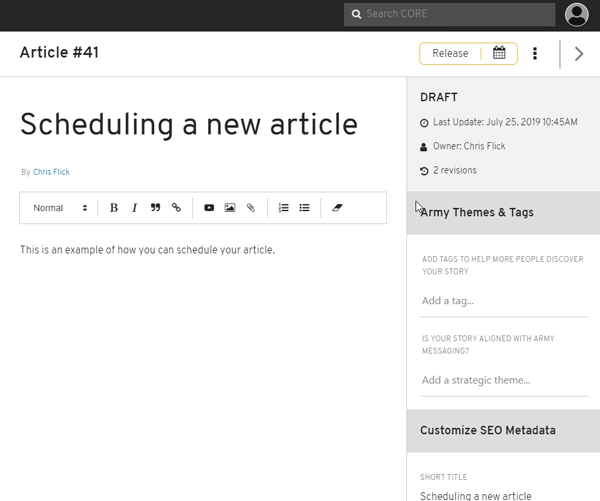 Search CORE
Article #41
Release
Scheduling a new article
By Chris Flick
Normal
B I
This is an example of how you can schedule your article.
DRAFT
Last Update: July 25, 2019 10:45AM
Owner: Chris Flick
2 revisions
Army Themes & Tags
ADD TAGS TO HELP MORE PEOPLE DISCOVER
YOUR STORY
Add a tag...
IS YOUR STORY ALIGNED WITH ARMY
MESSAGING?
Add a strategic theme...
Customize SEO Metadata
SHORT TITLE
Scheduling a new article